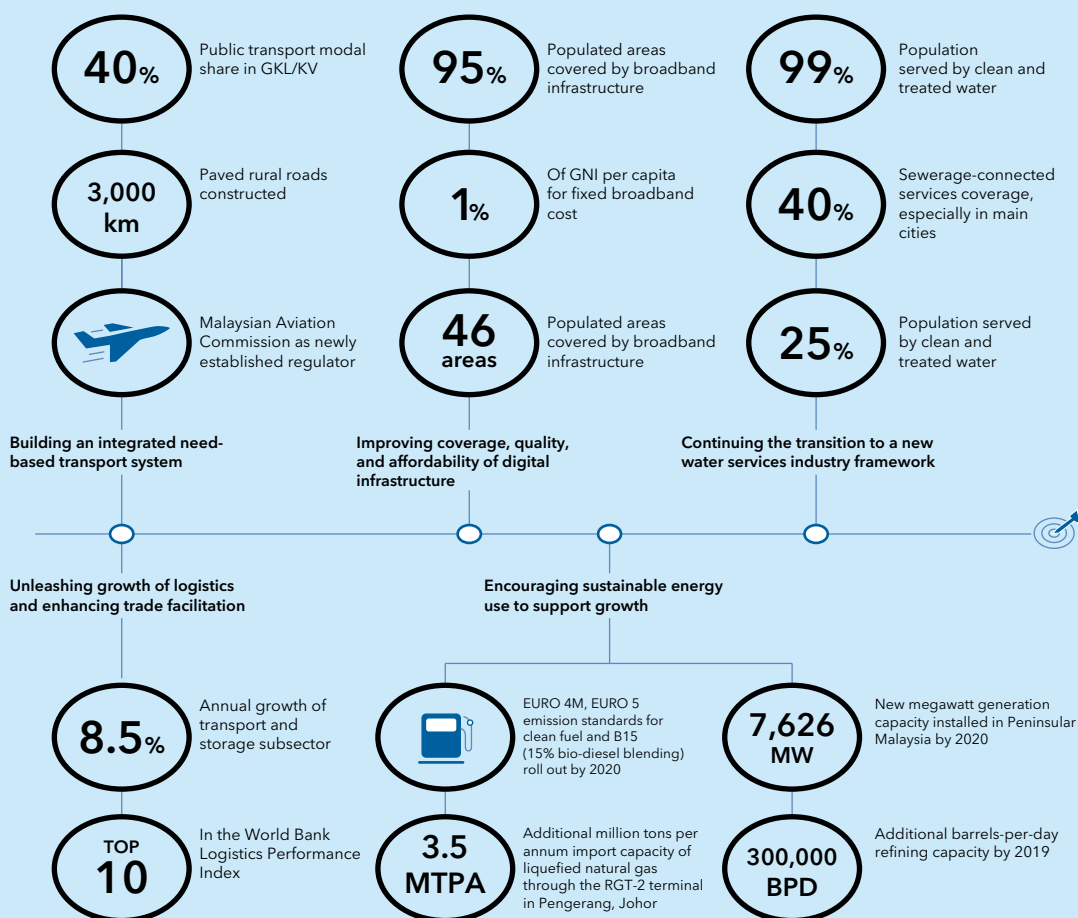 40%
Public transport modal
share in GKL/KV
3,000
km
Paved rural roads
constructed
Malaysian Aviation
Commission as newly
established regulator
Building an integrated need-
based transport system
95%
Populated areas
covered by broadband
infrastructure
1%
Of GNI per capita
for fixed broadband
cost
46
areas
Populated areas
covered by broadband
infrastructure
Improving coverage, quality,
and affordability of digital
infrastructure
99%
Population
served by clean and
treated water
40%
Sewerage-connected
services coverage,
especially in main
cities
25%
Population served
by clean and
treated water
Continuing the transition to a new
water services industry framework
Unleashing growth of logistics
and enhancing trade facilitation
8.5%
Annual growth of
transport and
storage subsector
TOP
10
In the World Bank
Logistics Performance
Index
Encouraging sustainable energy
use to support growth
EURO 4M, EURO 5
emission standards for
clean fuel and B15
(15% bio-diesel blending)
roll out by 2020
3.5
MTPA
Additional million tons per
annum import capacity of
liquefied natural gas
through the RGT-2 terminal
in Pengerang, Johor
7,626
MW
New megawatt generation
capacity installed in Peninsular
Malaysia by 2020
300,000
BPD
Additional barrels-per-day
refining capacity by 2019